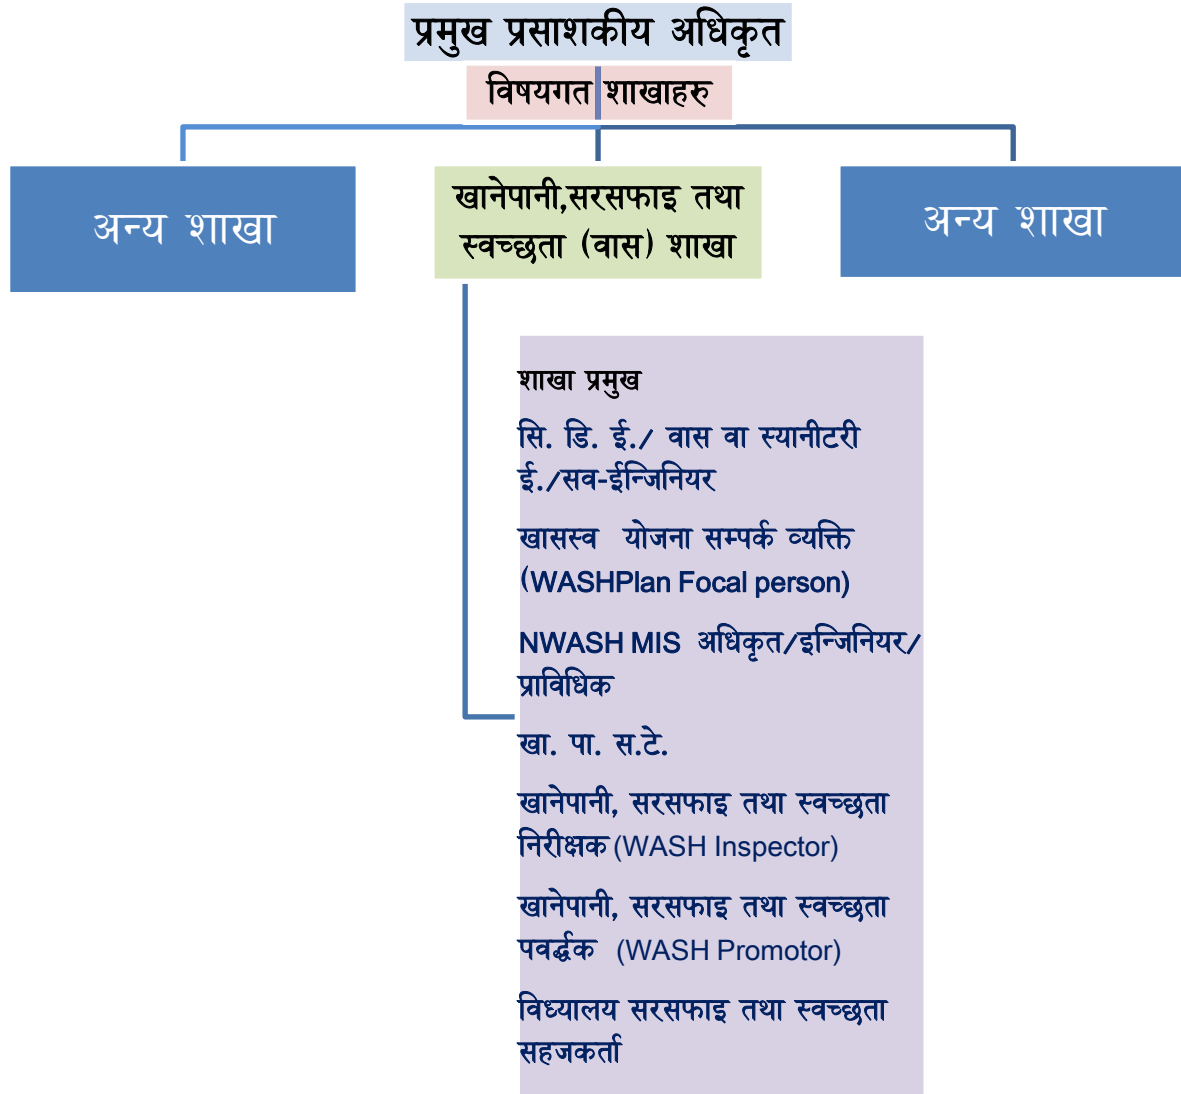 प्रमुख प्रसाशकीय अधिकृत
विषयगत शाखाहरु
अन्य शाखा
खानेपानी,सरसफाइ तथा
स्वच्छता (वास) शाखा
अन्य शाखा
शाखा प्रमुख
सि. डि. ई./ वास वा स्यानीटरी
ई./सव-ईन्जिनियर
खासस्व योजना सम्पर्क व्यक्ति
(WASHPlan Focal person)
NWASH MIS अधिकृत/इन्जिनियर/
प्राविधिक
खा. पा. स.टे.
खानेपानी, सरसफाइ तथा स्वच्छता
निरीक्षक (WASH Inspector)
खानेपानी, सरसफाइ तथा स्वच्छता
पवर्द्धक (WASH Promotor)
विध्यालय सरसफाइ तथा स्वच्छता
सहजकर्ता